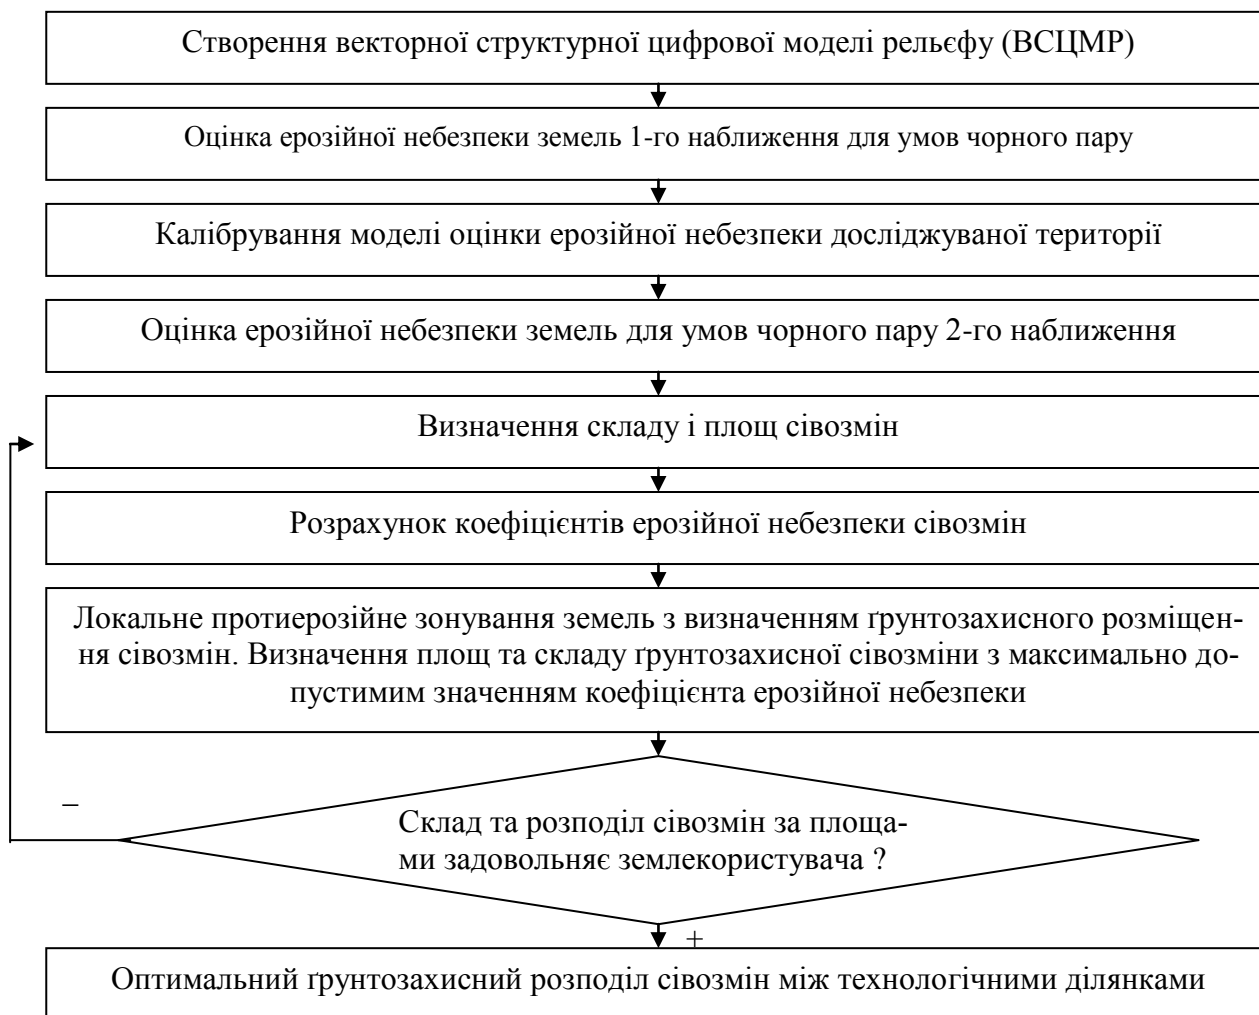 Створення векторної структурної цифрової моделі рельєфу (ВСЦМР)
Оцінка ерозійної небезпеки земель 1-го наближення для умов чорного пару
Калібрування моделі оцінки ерозійної небезпеки досліджуваної території
Оцінка ерозійної небезпеки земель для умов чорного пару 2-го наближення
Визначення складу і площ сівозмін
Розрахунок коефіцієнтів ерозійної небезпеки сівозмін
Локальне протиерозійне зонування земель з визначенням ґрунтозахисного розміщен-
ня сівозмін. Визначення площ та складу ґрунтозахисної сівозміни з максимально до-
пустимим значенням коефіцієнта ерозійної небезпеки
–
Склад та розподіл сівозмін за площа-
ми задовольняє землекористувача ?
+
Оптимальний ґрунтозахисний розподіл сівозмін між технологічними ділянками